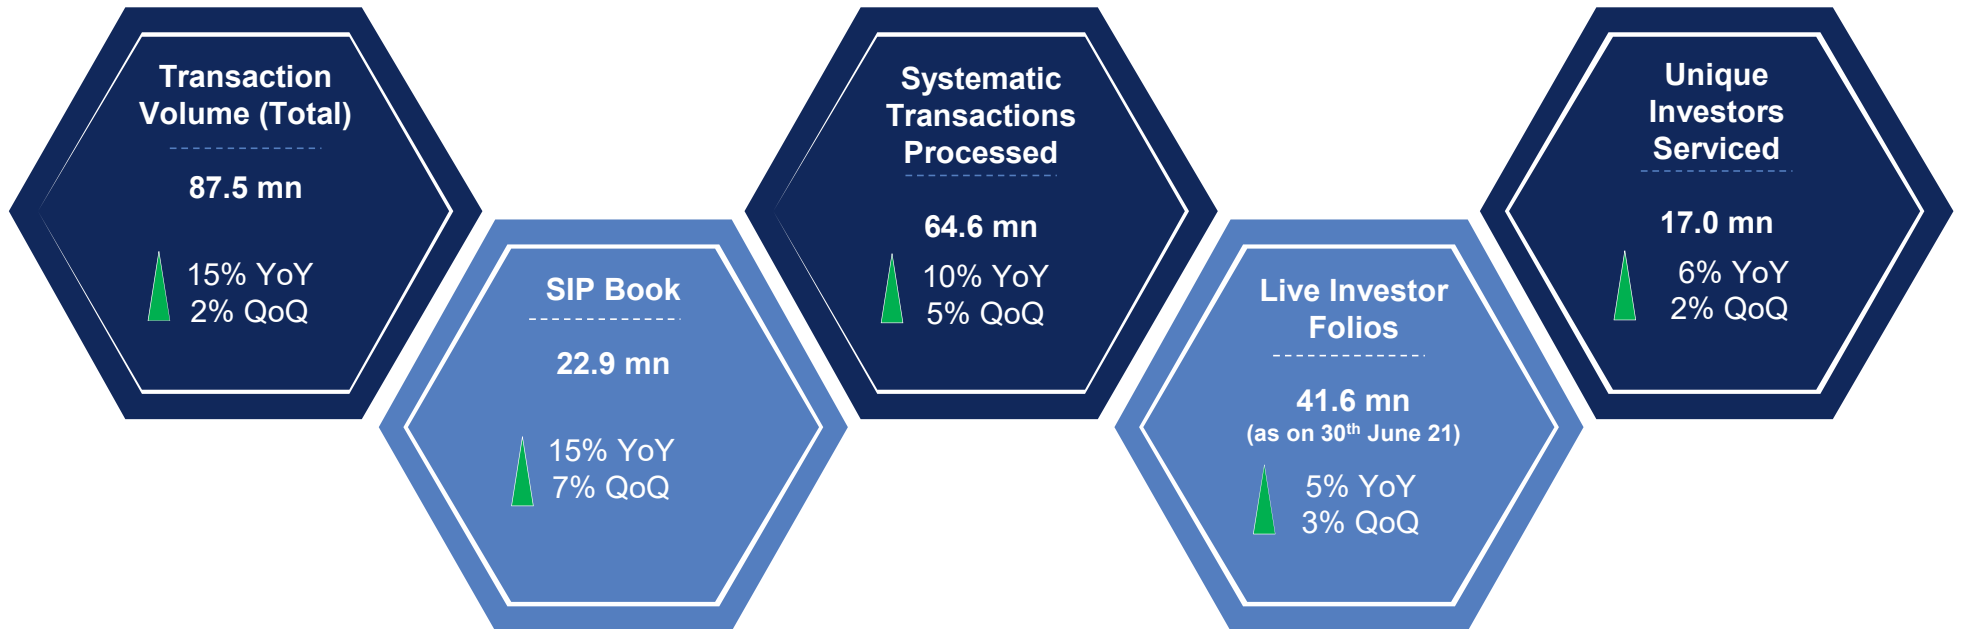 Transaction
Volume (Total)
87.5 mn
15% YoY
2% QoQ
SIP Book
22.9 mn
15% YoY
7% QoQ
Systematic
Transactions
Processed
64.6 mn
10% YoY
5% QoQ
Live Investor
Folios
41.6 mn
(as on 30th June 21)
5% YoY
3% QoQ
Unique
Investors
Serviced
17.0 mn
6% YoY
2% QoQ